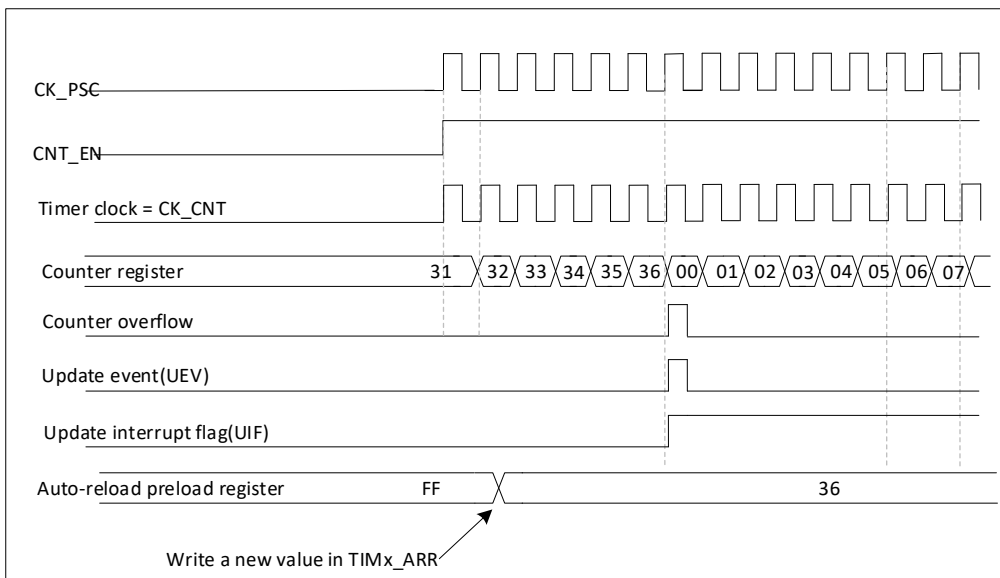 CK_PSC
CNT_EN
Timer clock = CK_CNT
Counter register 31 32 33 34 35 36 00 01 02 03 04 05 06 07
Counter overflow
Update event(UEV)
Update interrupt flag(UIF)
Auto-reload preload register FF 36
Write a new value in TIMx_ARR